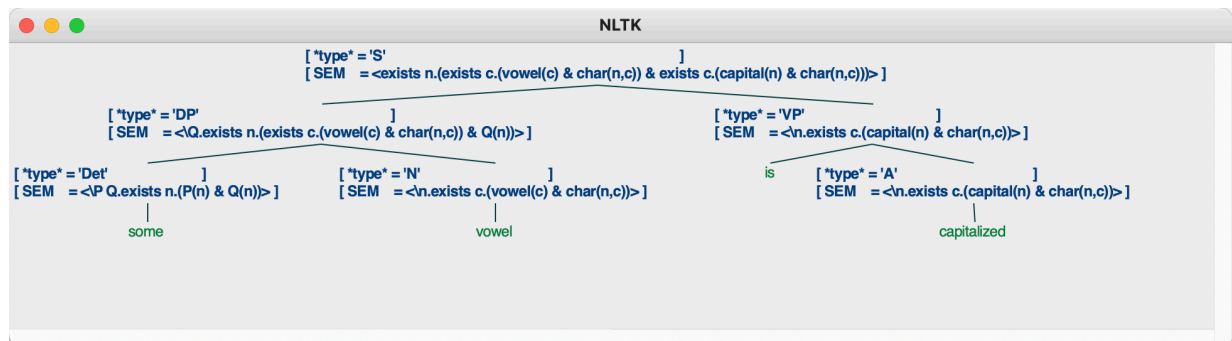 NLTK
[ *type* = 'S' ]
[ SEM = <exists n.(exists c.(vowel(c) & char(n,c)) & exists c.(capital(n) & char(n,c)))> ]
[ *type* = 'DP' ] [ *type* = 'VP' ]
[ SEM = <\Q.exists n.(exists c.(vowel(c) & char(n,c)) & Q(n))> ] [ SEM = <\n.exists c.(capital(n) & char(n,c))> ]
[ *type* = 'Det' ] [ *type* = 'N' ] is [ *type* = 'A' ]
[ SEM = <\P Q.exists n.(P(n) & Q(n))> ] [ SEM = <\n.exists c.(vowel(c) & char(n,c))> ] [ SEM = <\n.exists c.(capital(n) & char(n,c))> ]
some vowel capitalized